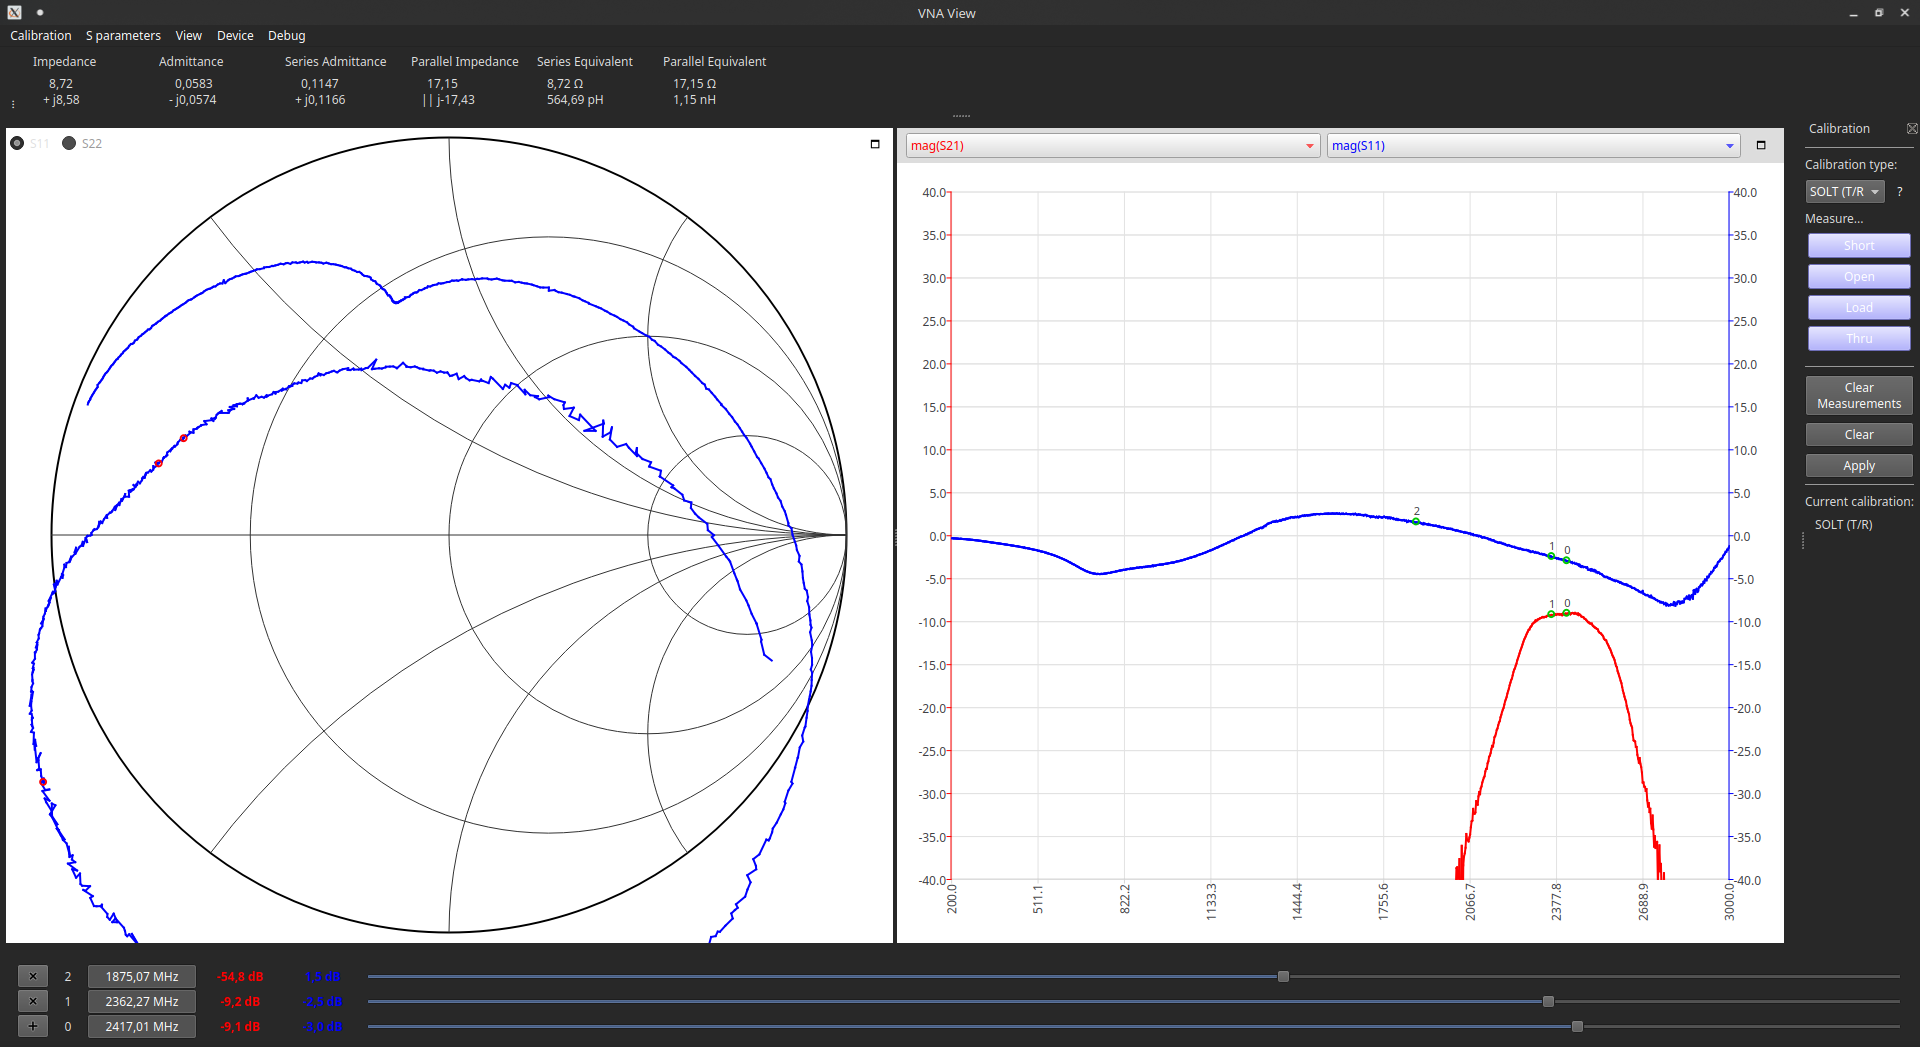 VNA View
Calibration S parameters View Device Debug
Impedance Admittance Series Admittance Parallel Impedance Series Equivalent Parallel Equivalent
8,72 0,0583 0,1147 17,15 8,72 Ω 17,15 Ω
+ j8,58 - j0,0574 + j0,1166 || j-17,43 564,69 pH 1,15 nH
S11 S22
mag(S21) mag(S11)
40.0 40.0
35.0 35.0
30.0 30.0
25.0 25.0
20.0 20.0
15.0 15.0
10.0 10.0
5.0 5.0
2
0.0 0.0
1 0
-5.0 -5.0
1 0
-10.0 -10.0
-15.0 -15.0
-20.0 -20.0
-25.0 -25.0
-30.0 -30.0
-35.0 -35.0
-40.0 -40.0
200.0 511.1 822.2 1133.3 1444.4 1755.6 2066.7 2377.8 2688.9 3000.0
Calibration
Calibration type:
SOLT (T/R ?
Measure...
Short
Open
Load
Thru
Clear
Measurements
Clear
Apply
Current calibration:
SOLT (T/R)
× 2 1875,07 MHz -54,8 dB 1,5 dB
× 1 2362,27 MHz -9,2 dB -2,5 dB
+ 0 2417,01 MHz -9,1 dB -3,0 dB